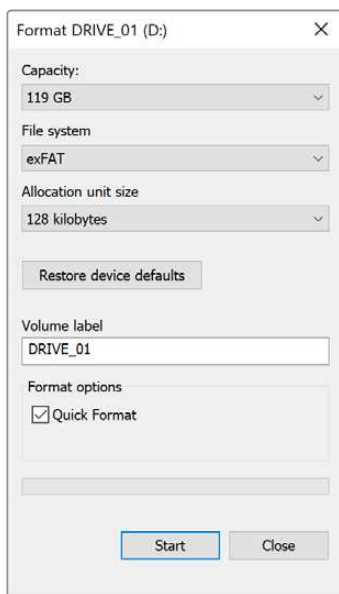 Format DRIVE_01 (D:)
Capacity:
119 GB
File system
exFAT
Allocation unit size
128 kilobytes
Restore device defaults
Volume label
DRIVE_01
Format options
Quick Format
Start Close